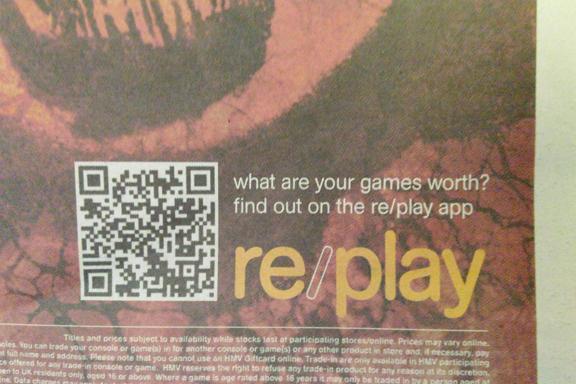 what are your games worth?
find out on the re/play app
re/play
Titles and prices subject to availability while stocks last at participating stores/online. Prices may vary online.
You can trade your console or game(s) in for another console or game(s) or any other product in store and, if necessary, pay
full name and address. Please note that you cannot use an HMV Giftcard online. Trade-in are only available in HMV participating
offered for any trade-in console or game. HMV reserves the right to refuse any trade-in product for any reason at its discretion.
to UK residents only, aged 16 or above. Where a game is age rated above 16 years it may only be traded in by a person aged